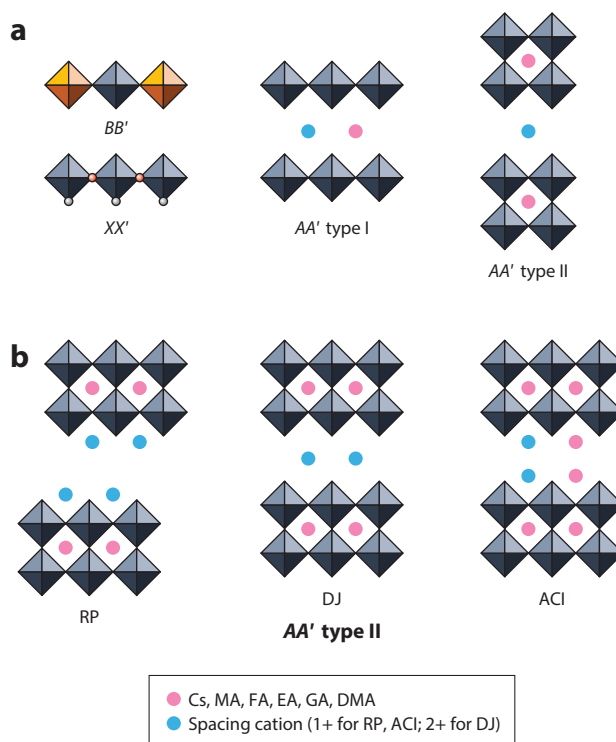 a
BB'
XX'
AA' type I
AA' type II
b
RP
DJ
ACI
AA' type II
Cs, MA, FA, EA, GA, DMA
Spacing cation (1+ for RP, ACI; 2+ for DJ)